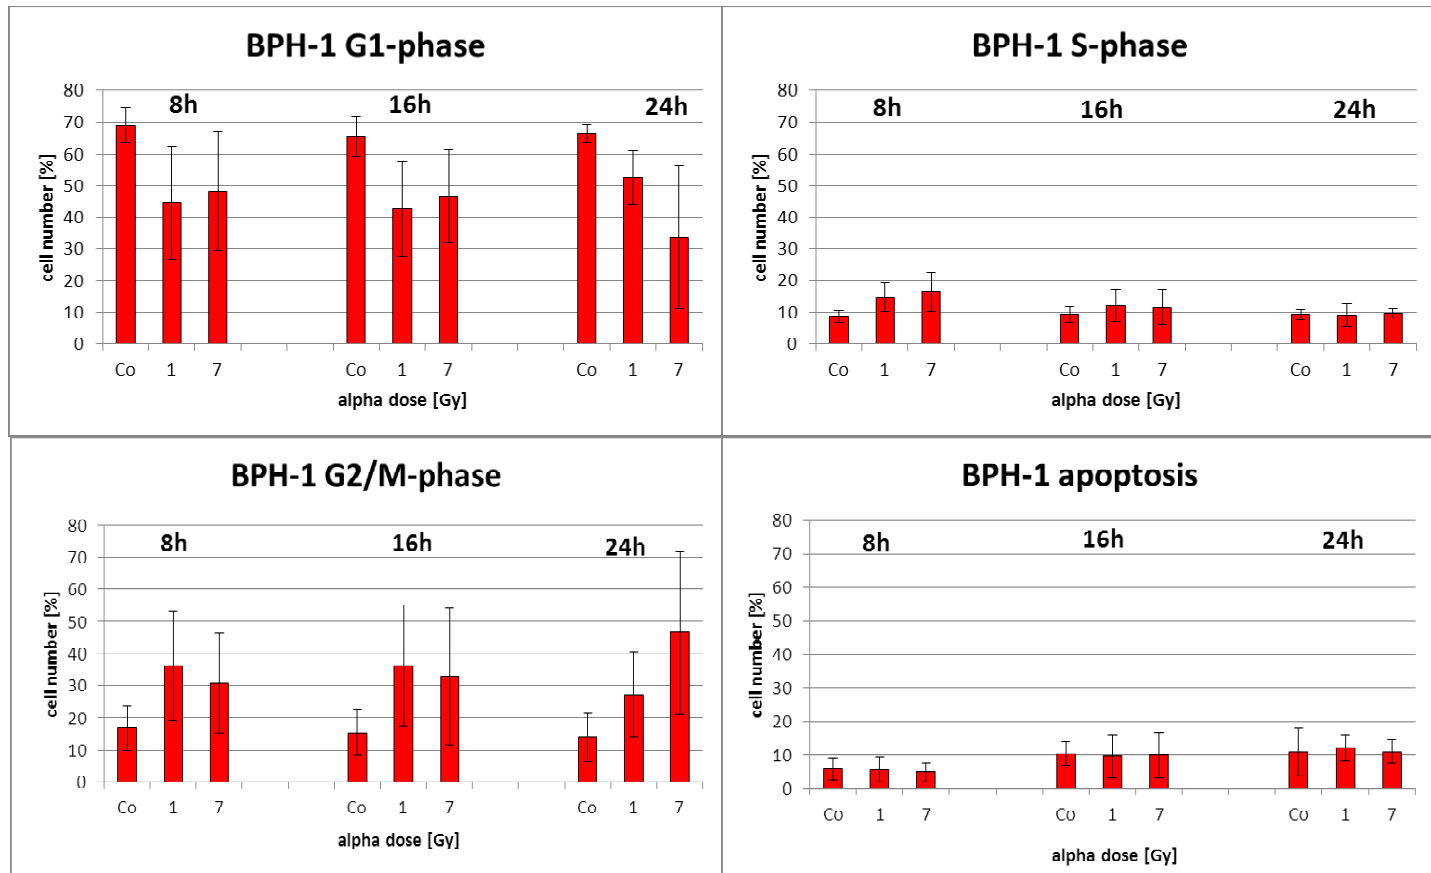 BPH-1 G1-phase
80
70
60
50
40
30
20
10
0
cell number [%]
8h
16h
24h
Co 1 7 Co 1 7 Co 1 7
alpha dose [Gy]
BPH-1 S-phase
80
70
60
50
40
30
20
10
0
cell number [%]
8h
16h
24h
Co 1 7 Co 1 7 Co 1 7
alpha dose [Gy]
BPH-1 G2/M-phase
80
70
60
50
40
30
20
10
0
cell number [%]
8h
16h
24h
Co 1 7 Co 1 7 Co 1 7
alpha dose [Gy]
BPH-1 apoptosis
80
70
60
50
40
30
20
10
0
cell number [%]
8h
16h
24h
Co 1 7 Co 1 7 Co 1 7
alpha dose [Gy]